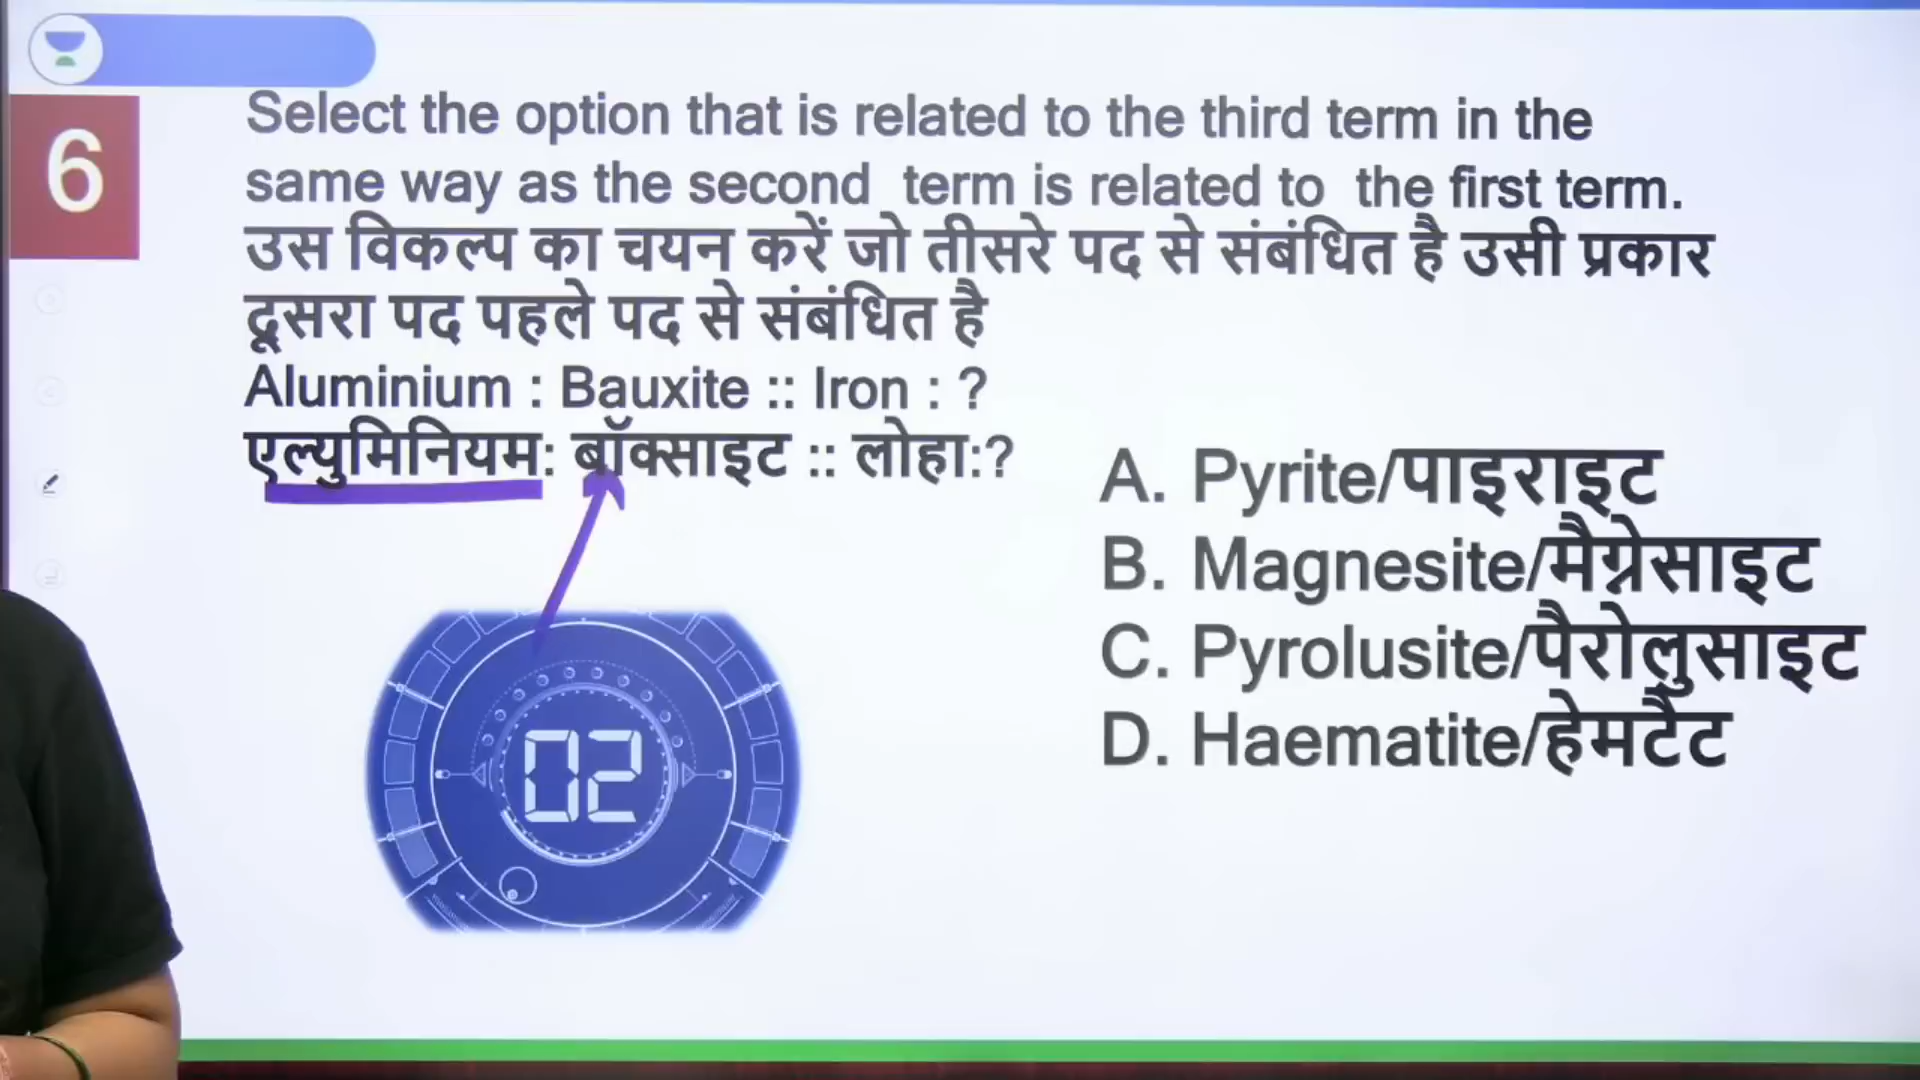 6
Select the option that is related to the third term in the
same way as the second term is related to the first term.
उस विकल्प का चयन करें जो तीसरे पद से संबंधित है उसी प्रकार
दूसरा पद पहले पद से संबंधित है
Aluminium : Bauxite :: Iron : ?
एल्युमिनियम: बॉक्साइट :: लोहा:?
A. Pyrite/पाइराइट
B. Magnesite/मैग्नेसाइट
C. Pyrolusite/पैरोलुसाइट
D. Haematite/हेमटैट
02